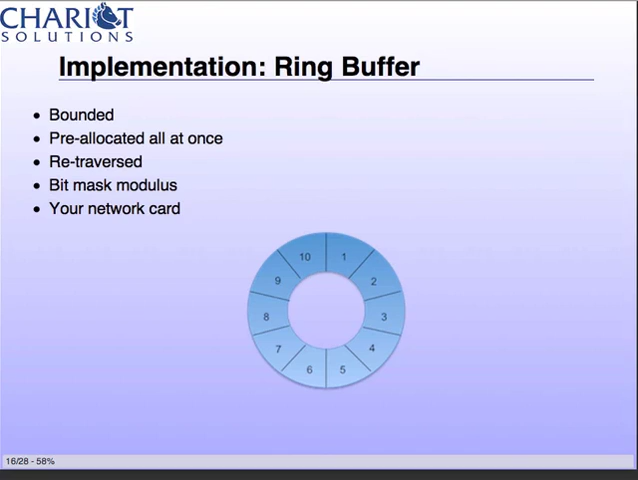 CHARIOT
SOLUTIONS
Implementation: Ring Buffer
• Bounded
• Pre-allocated all at once
• Re-traversed
• Bit mask modulus
• Your network card
10 1
9 2
8 3
7 4
6 5
16/28 - 58%